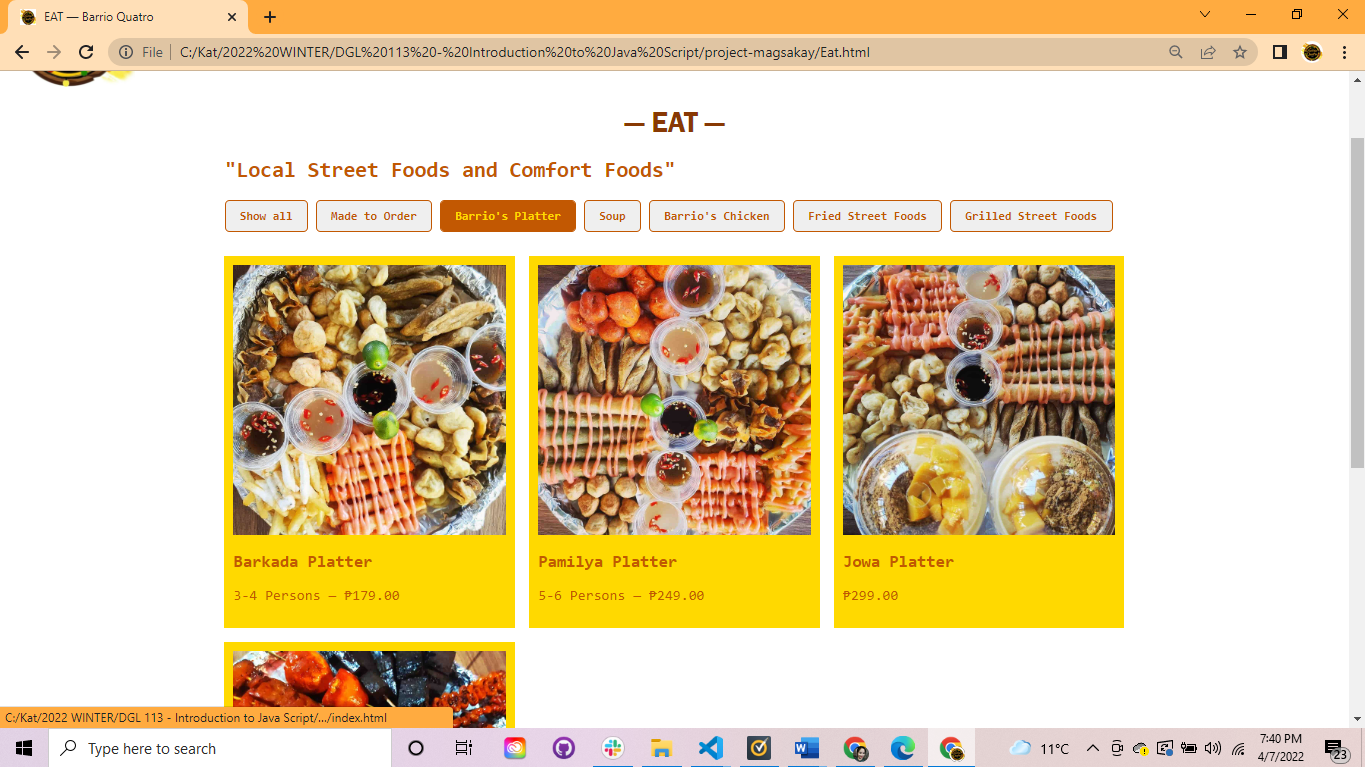 EAT — Barrio Quatro
File | C:/Kat/2022%20WINTER/DGL%20113%20-%20Introduction%20to%20Java%20Script/project-magsakay/Eat.html
— EAT —
"Local Street Foods and Comfort Foods"
Show all
Made to Order
Barrio's Platter
Soup
Barrio's Chicken
Fried Street Foods
Grilled Street Foods
Barkada Platter
3-4 Persons — ₱179.00
Pamilya Platter
5-6 Persons — ₱249.00
Jowa Platter
₱299.00
C:/Kat/2022 WINTER/DGL 113 - Introduction to Java Script/.../index.html
Type here to search
11°C
7:40 PM
4/7/2022
23